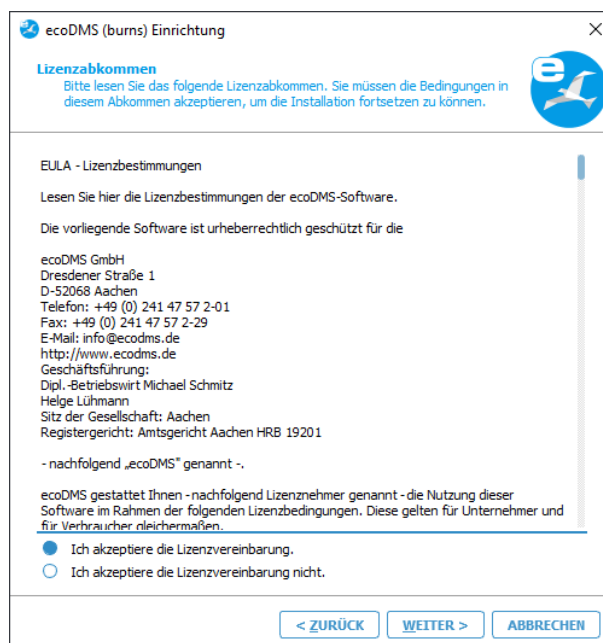 ecoDMS (burns) Einrichtung
Lizenzabkommen
Bitte lesen Sie das folgende Lizenzabkommen. Sie müssen die Bedingungen in
diesem Abkommen akzeptieren, um die Installation fortsetzen zu können.
e
EULA - Lizenzbestimmungen
Lesen Sie hier die Lizenzbestimmungen der ecoDMS-Software.
Die vorliegende Software ist urheberrechtlich geschützt für die
ecoDMS GmbH
Dresdener Straße 1
D-52068 Aachen
Telefon: +49 (0) 241 47 57 2-01
Fax: +49 (0) 241 47 57 2-29
E-Mail: info@ecodms.de
http://www.ecodms.de
Geschäftsführung:
Dipl.-Betriebswirt Michael Schmitz
Helge Lühmann
Sitz der Gesellschaft: Aachen
Registergericht: Amtsgericht Aachen HRB 19201
- nachfolgend „ecoDMS" genannt -.
ecoDMS gestattet Ihnen - nachfolgend Lizenznehmer genannt - die Nutzung dieser
Software im Rahmen der folgenden Lizenzbedingungen. Diese gelten für Unternehmer und
für Verbraucher gleichermaßen.
Ich akzeptiere die Lizenzvereinbarung.
Ich akzeptiere die Lizenzvereinbarung nicht.
< ZURÜCK
WEITER >
ABBRECHEN